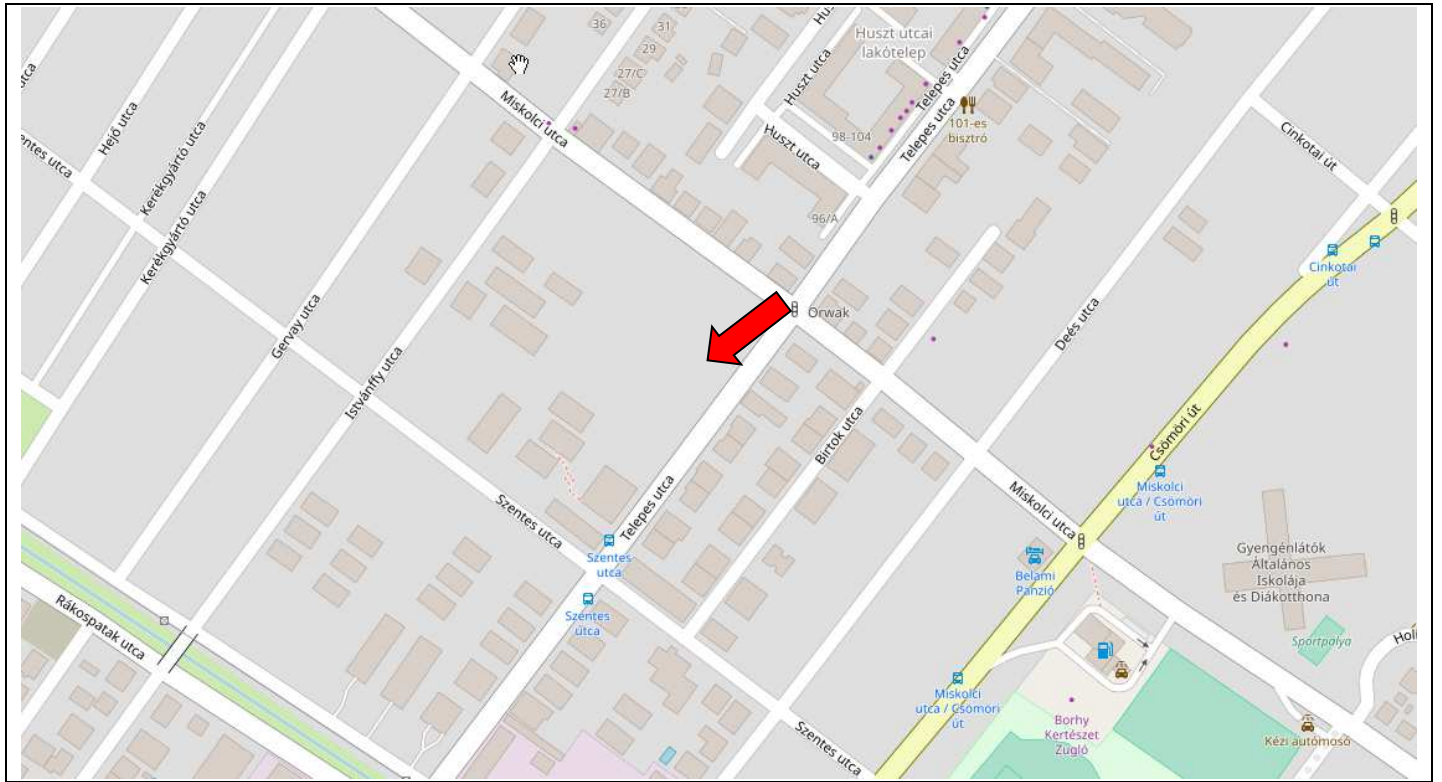 36
31
29
27/C
27/B
Huszt utcai
lakótelep
Huszt utca
Huszt utca
98-104
96/A
Telepes utca
Telepes utca
101-es
bisztró
Cinkotai út
Cinkotai
út
Hejő utca
Kerékgyártó utca
Kerékgyártó utca
Miskolci utca
Gervay utca
Istvánffy utca
Orwak
Deés utca
Birtok utca
Csömöri út
Miskolci
utca / Csömöri
út
Miskolci utca
Szentes utca
Telepes utca
Szentes
utca
Szentes
utca
Belami
Panzió
Gyengénlátók
Általános
Iskolája
és Diákotthona
Sportpálya
Rákospatak utca
Miskolci
utca / Csömöri
út
Borhy
Kertészet
Zugló
Kézi autómosó
Szentes utca